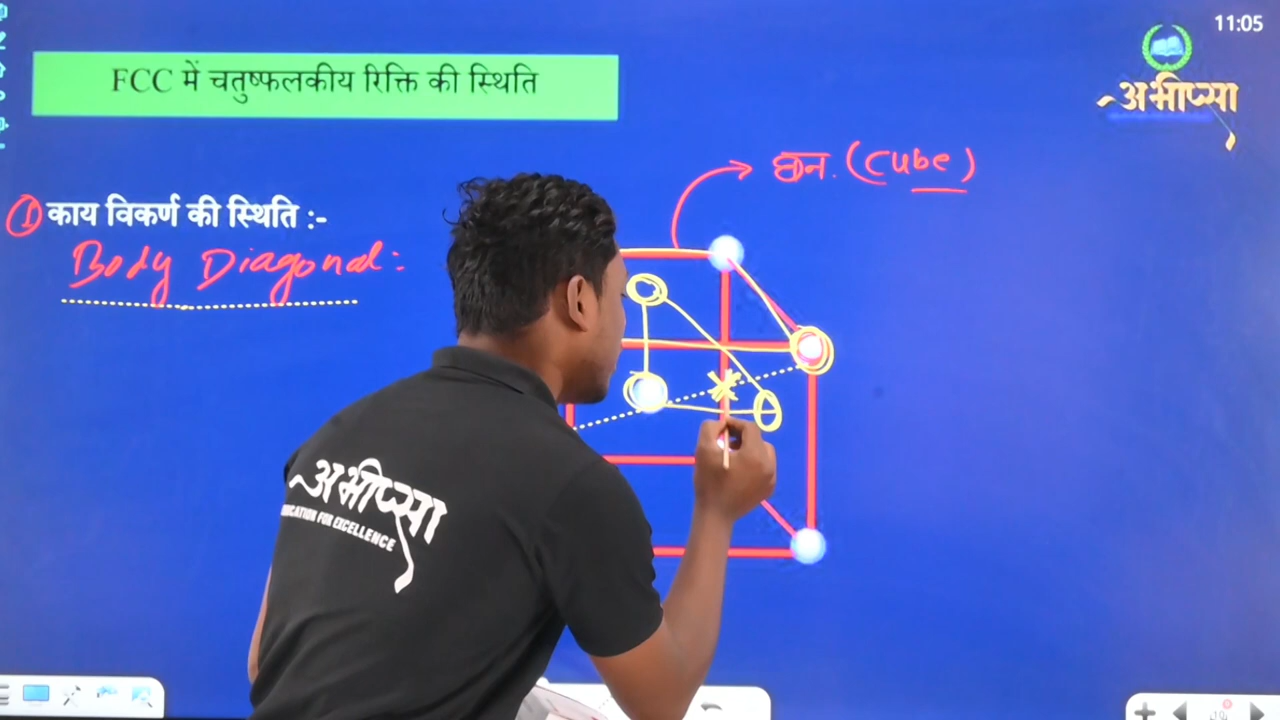 11:05
अभीप्सा
FCC में चतुष्फलकीय रिक्ति की स्थिति
घन. (Cube)
① काय विकर्ण की स्थिति :-
Body Diagonal:
अभीप्सा
EDUCATION FOR EXCELLENCE